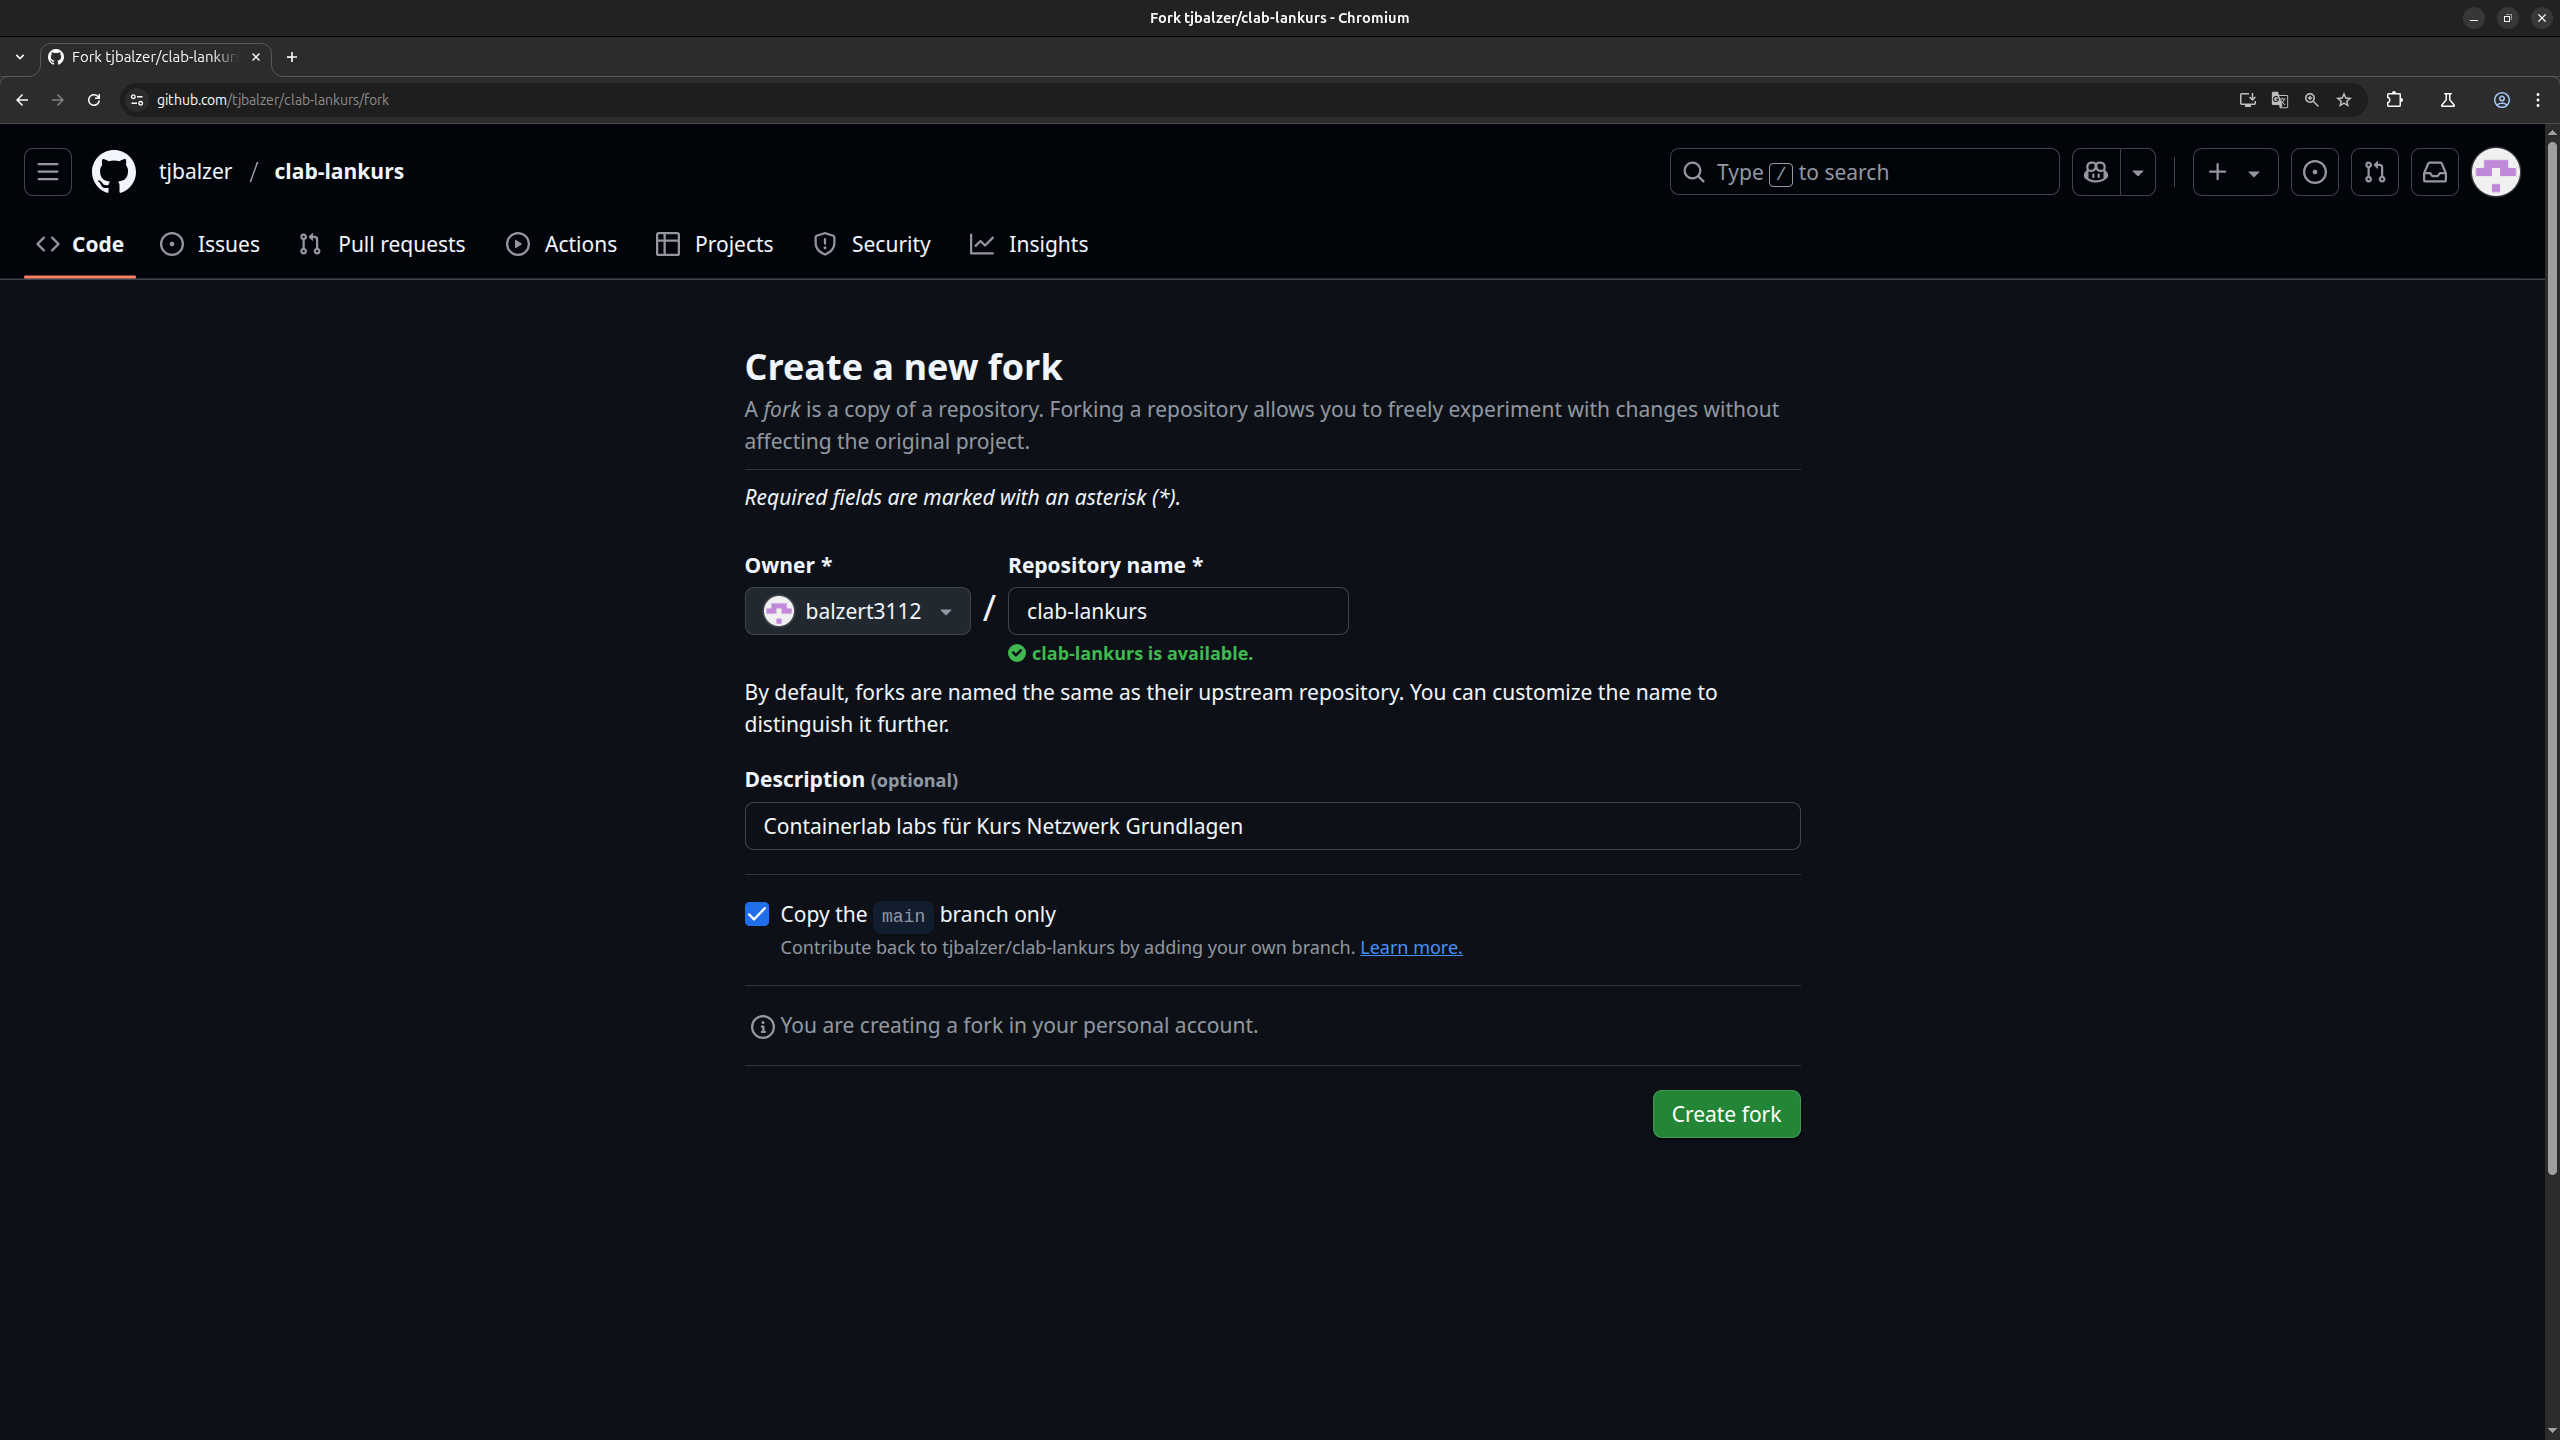 Fork tjbalzer/clab-lankurs - Chromium
Fork tjbalzer/clab-lankurs
github.com/tjbalzer/clab-lankurs/fork
tjbalzer / clab-lankurs
Type / to search
Code Issues Pull requests Actions Projects Security Insights
Create a new fork
A fork is a copy of a repository. Forking a repository allows you to freely experiment with changes without
affecting the original project.
Required fields are marked with an asterisk (*).
Owner * Repository name *
balzert3112 / clab-lankurs
clab-lankurs is available.
By default, forks are named the same as their upstream repository. You can customize the name to
distinguish it further.
Description (optional)
Containerlab labs für Kurs Netzwerk Grundlagen
Copy the main branch only
Contribute back to tjbalzer/clab-lankurs by adding your own branch. Learn more.
You are creating a fork in your personal account.
Create fork